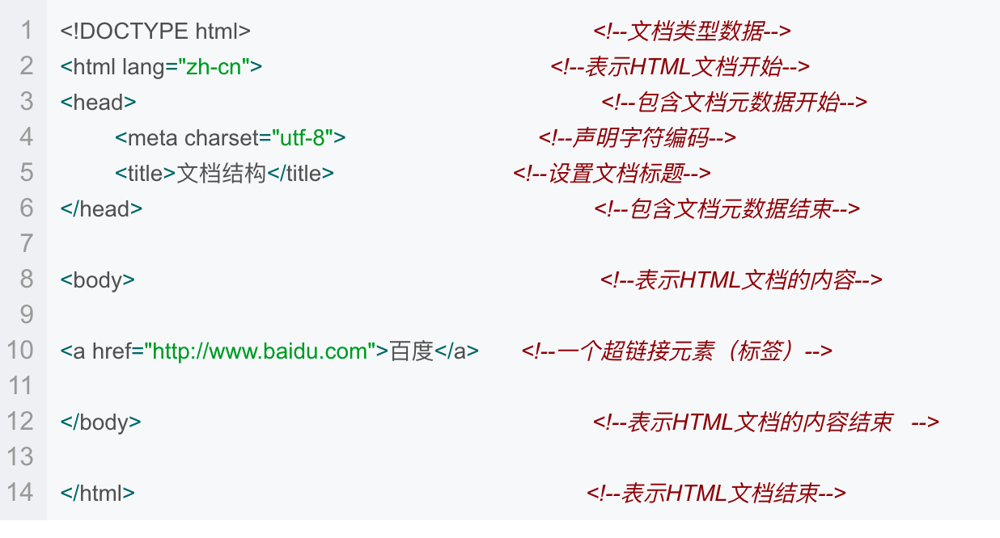 1 <!DOCTYPE html> <!--文档类型数据-->
2 <html lang="zh-cn"> <!--表示HTML文档开始-->
3 <head> <!--包含文档元数据开始-->
4 <meta charset="utf-8"> <!--声明字符编码-->
5 <title>文档结构</title> <!--设置文档标题-->
6 </head> <!--包含文档元数据结束-->
7
8 <body> <!--表示HTML文档的内容-->
9
10 <a href="http://www.baidu.com">百度</a> <!--一个超链接元素（标签）-->
11
12 </body> <!--表示HTML文档的内容结束 -->
13
14 </html> <!--表示HTML文档结束-->